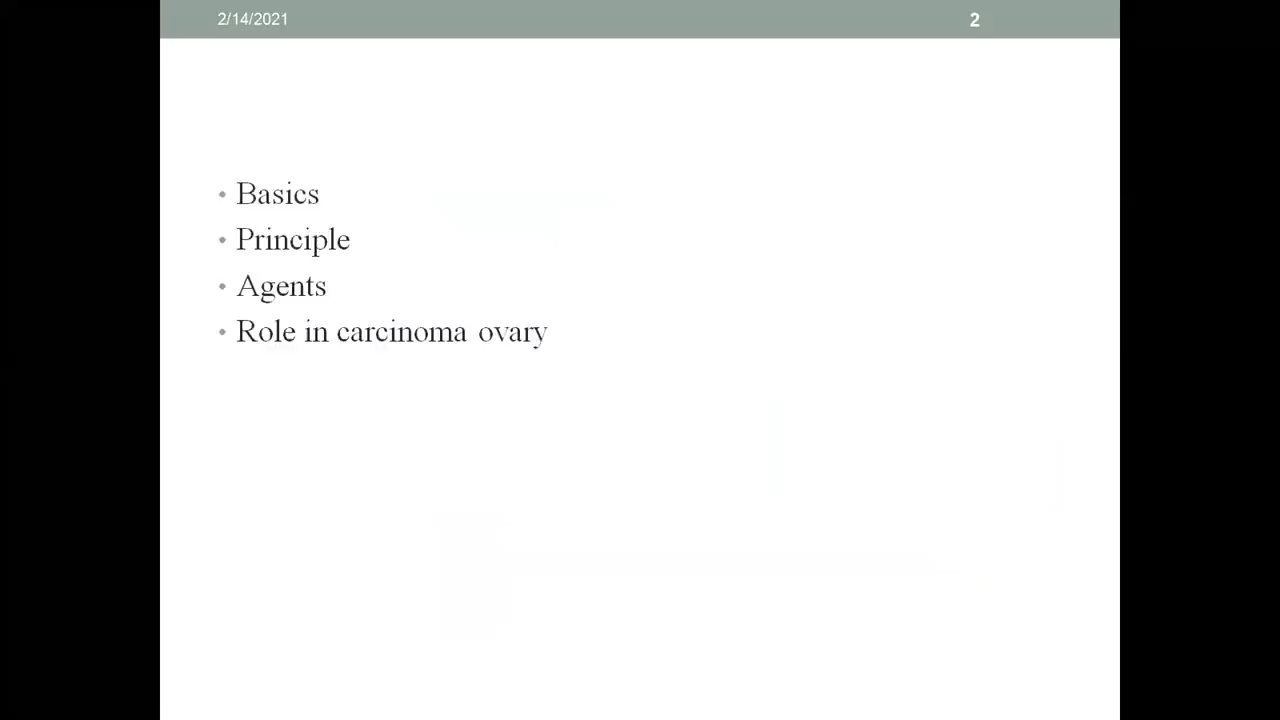 2/14/2021 2
• Basics
• Principle
• Agents
• Role in carcinoma ovary